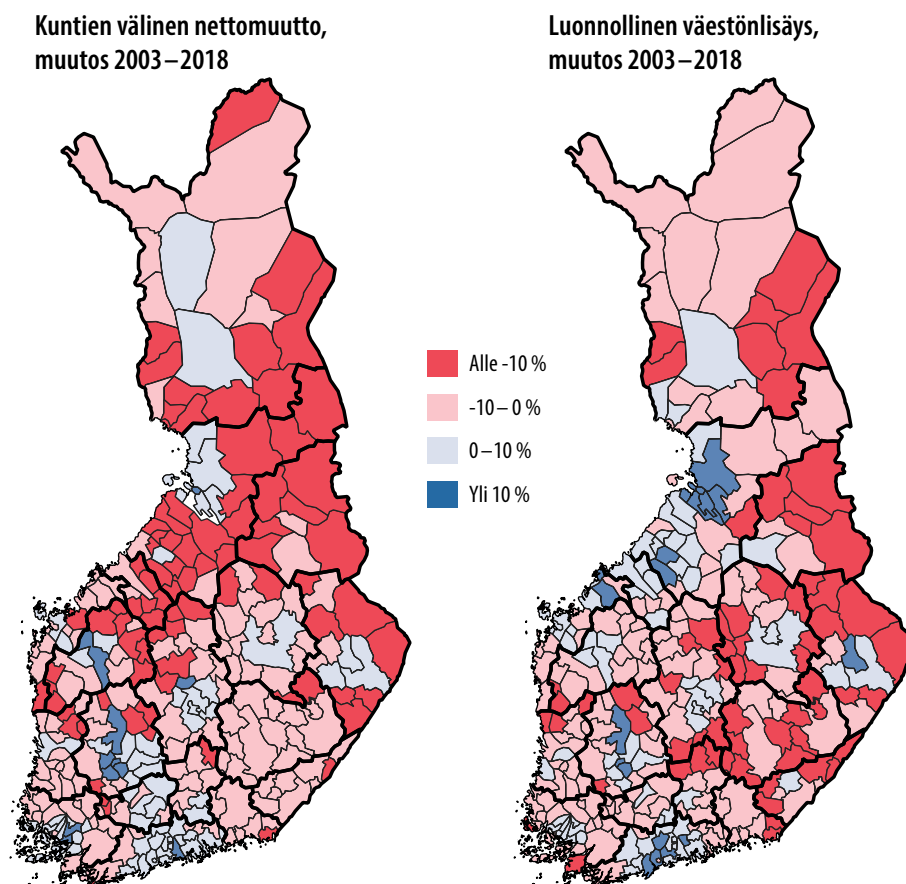 Kuntien välinen nettomuutto,
muutos 2003–2018
Luonnollinen väestönlisäys,
muutos 2003–2018
Alle -10 %
-10–0 %
0–10 %
Yli 10 %